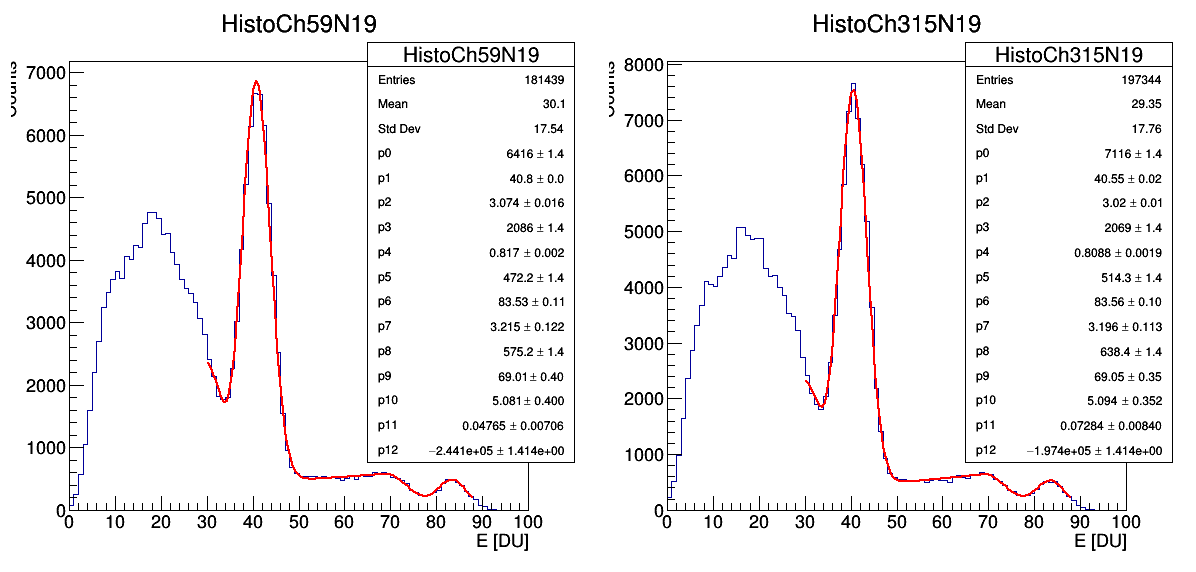 HistoCh59N19
HistoCh59N19
Entries 181439
Mean 30.1
Std Dev 17.54
p0 6416 ± 1.4
p1 40.8 ± 0.0
p2 3.074 ± 0.016
p3 2086 ± 1.4
p4 0.817 ± 0.002
p5 472.2 ± 1.4
p6 83.53 ± 0.11
p7 3.215 ± 0.122
p8 575.2 ± 1.4
p9 69.01 ± 0.40
p10 5.081 ± 0.400
p11 0.04765 ± 0.00706
p12 −2.441e+05 ± 1.414e+00
7000
6000
5000
4000
3000
2000
1000
0
0 10 20 30 40 50 60 70 80 90 100
E [DU]
HistoCh315N19
HistoCh315N19
Entries 197344
Mean 29.35
Std Dev 17.76
p0 7116 ± 1.4
p1 40.55 ± 0.02
p2 3.02 ± 0.01
p3 2069 ± 1.4
p4 0.8088 ± 0.0019
p5 514.3 ± 1.4
p6 83.56 ± 0.10
p7 3.196 ± 0.113
p8 638.4 ± 1.4
p9 69.05 ± 0.35
p10 5.094 ± 0.352
p11 0.07284 ± 0.00840
p12 −1.974e+05 ± 1.414e+00
8000
7000
6000
5000
4000
3000
2000
1000
0
0 10 20 30 40 50 60 70 80 90 100
E [DU]